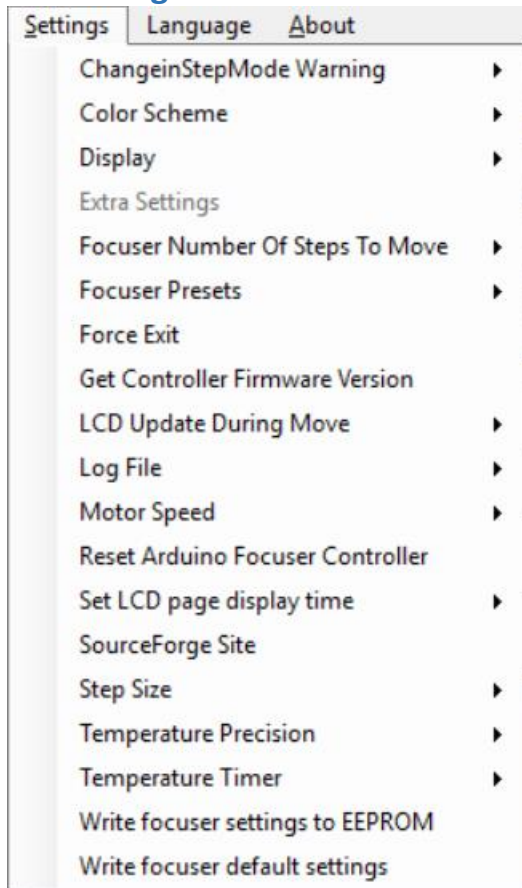 Settings Language About
ChangeinStepMode Warning
Color Scheme
Display
Extra Settings
Focuser Number Of Steps To Move
Focuser Presets
Force Exit
Get Controller Firmware Version
LCD Update During Move
Log File
Motor Speed
Reset Arduino Focuser Controller
Set LCD page display time
SourceForge Site
Step Size
Temperature Precision
Temperature Timer
Write focuser settings to EEPROM
Write focuser default settings